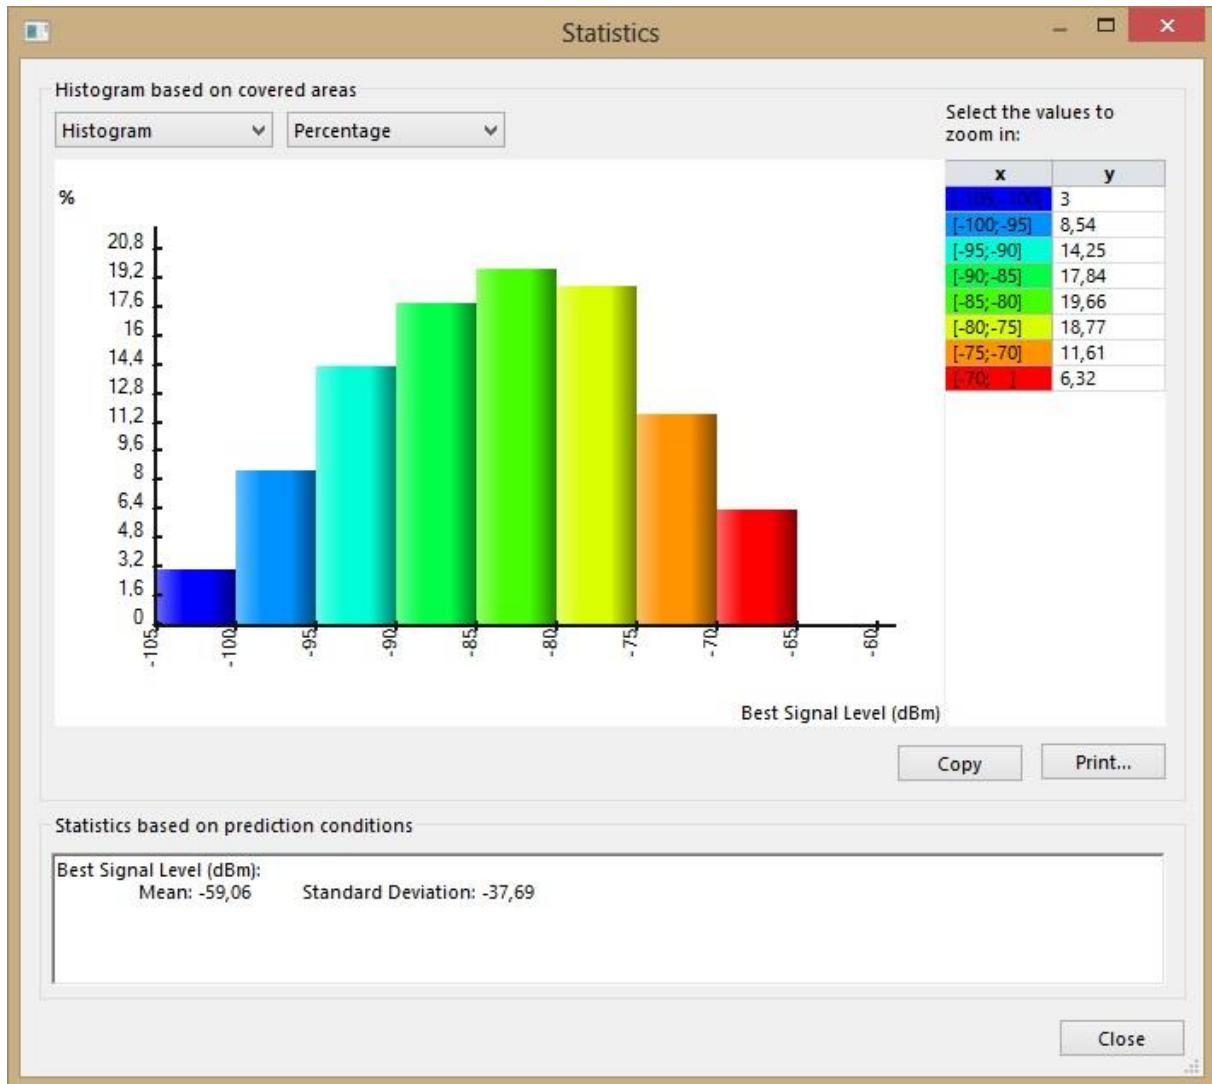 Statistics
Histogram based on covered areas
Histogram
Percentage
Select the values to
zoom in:
x y
[-105;-100] 3
[-100;-95] 8,54
[-95;-90] 14,25
[-90;-85] 17,84
[-85;-80] 19,66
[-80;-75] 18,77
[-75;-70] 11,61
[-70; ] 6,32
%
20,8
19,2
17,6
16
14,4
12,8
11,2
9,6
8
6,4
4,8
3,2
1,6
0
-105 -100 -95 -90 -85 -80 -75 -70 -65 -60
Best Signal Level (dBm)
Copy
Print...
Statistics based on prediction conditions
Best Signal Level (dBm):
Mean: -59,06 Standard Deviation: -37,69
Close